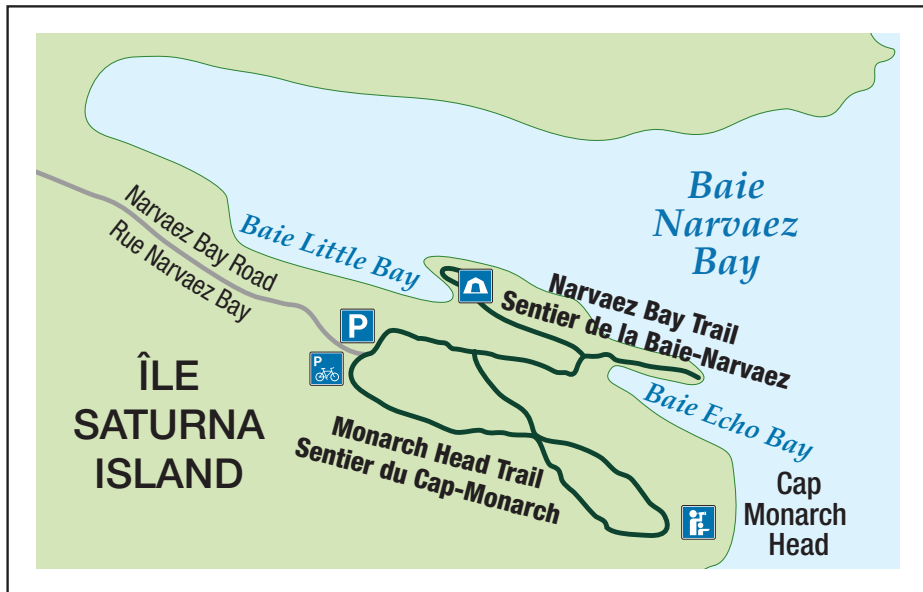 Baie
Narvaez
Bay
Narvaez Bay Road
Rue Narvaez Bay
Baie Little Bay
Narvaez Bay Trail
Sentier de la Baie-Narvaez
P
P
ÎLE
SATURNA
ISLAND
Baie Echo Bay
Monarch Head Trail
Sentier du Cap-Monarch
Cap
Monarch
Head